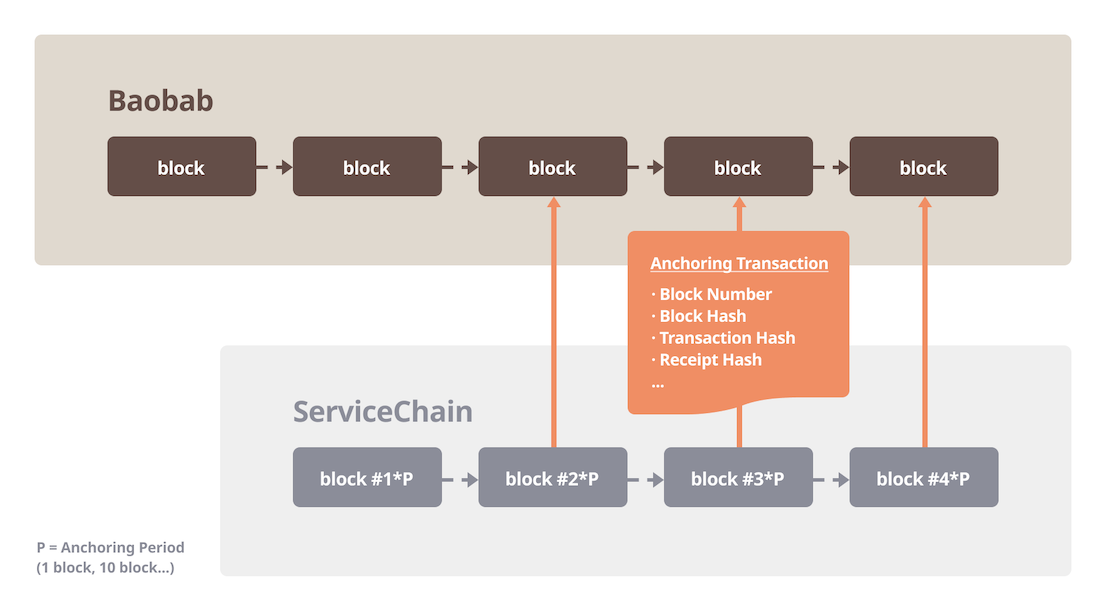 Baobab
block
block
block
block
block
Anchoring Transaction
· Block Number
· Block Hash
· Transaction Hash
· Receipt Hash
...
ServiceChain
block #1*P
block #2*P
block #3*P
block #4*P
P = Anchoring Period
(1 block, 10 block...)